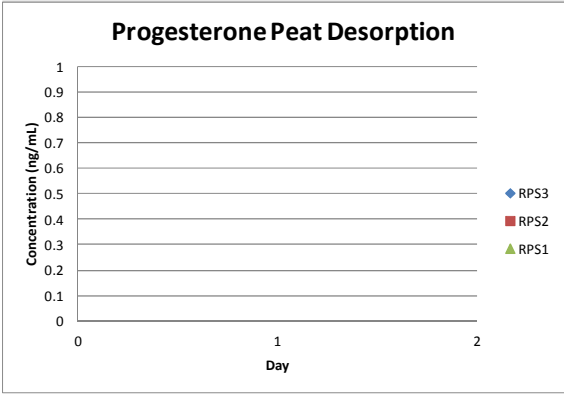 Progesterone Peat Desorption
Concentration (ng/mL)
1
0.9
0.8
0.7
0.6
0.5
0.4
0.3
0.2
0.1
0
0 1 2
Day
RPS3
RPS2
RPS1